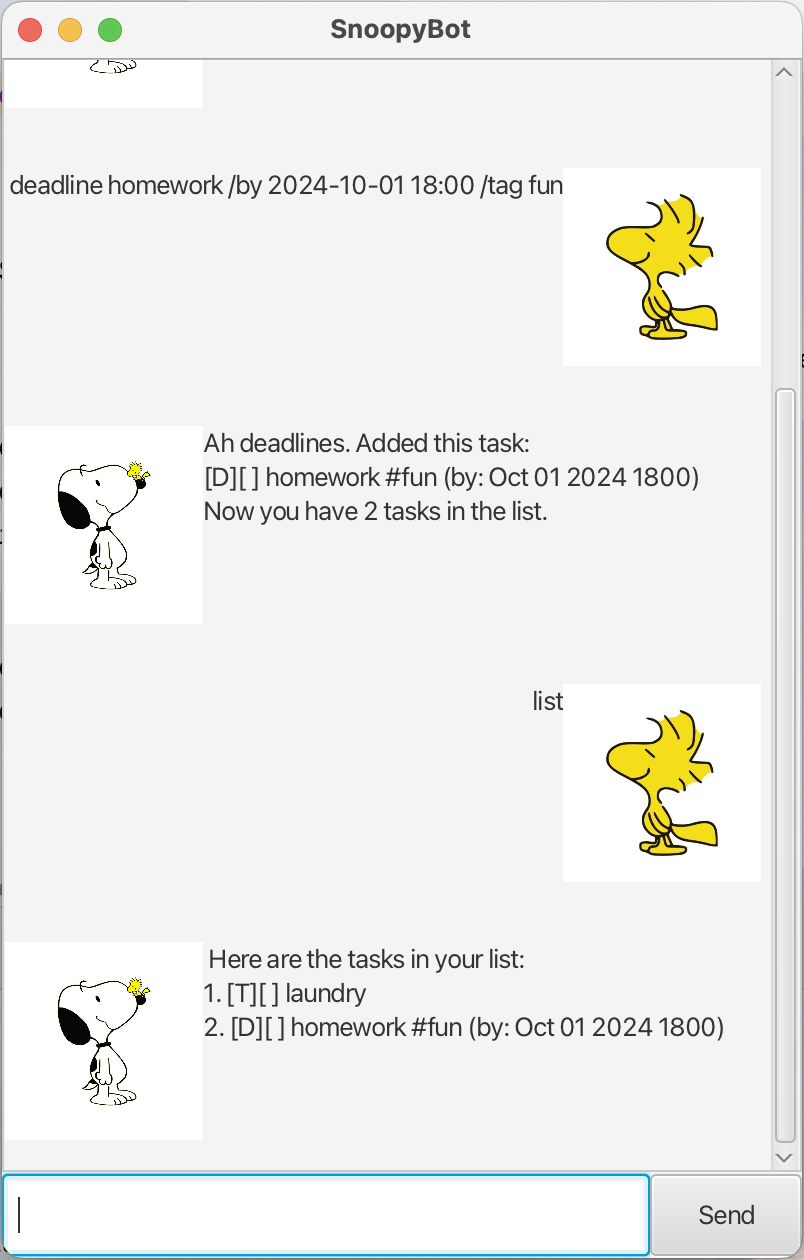 SnoopyBot
deadline homework /by 2024-10-01 18:00 /tag fun
Ah deadlines. Added this task:
[D][ ] homework #fun (by: Oct 01 2024 1800)
Now you have 2 tasks in the list.
list
Here are the tasks in your list:
1. [T][ ] laundry
2. [D][ ] homework #fun (by: Oct 01 2024 1800)
Send